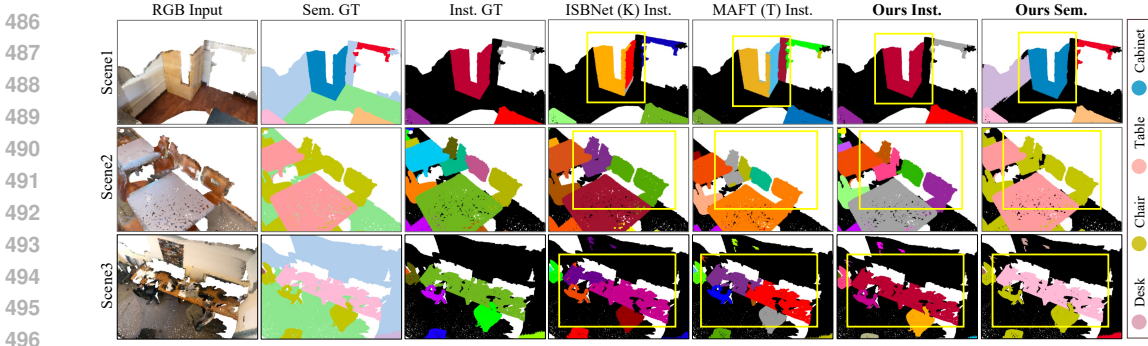 RGB Input Sem. GT Inst. GT ISBNet (K) Inst. MAFT (T) Inst. Ours Inst. Ours Sem.
486
487
488
489
490
491
492
493
494
495
496
Scene1
Scene2
Scene3
Desk Chair Table Cabinet